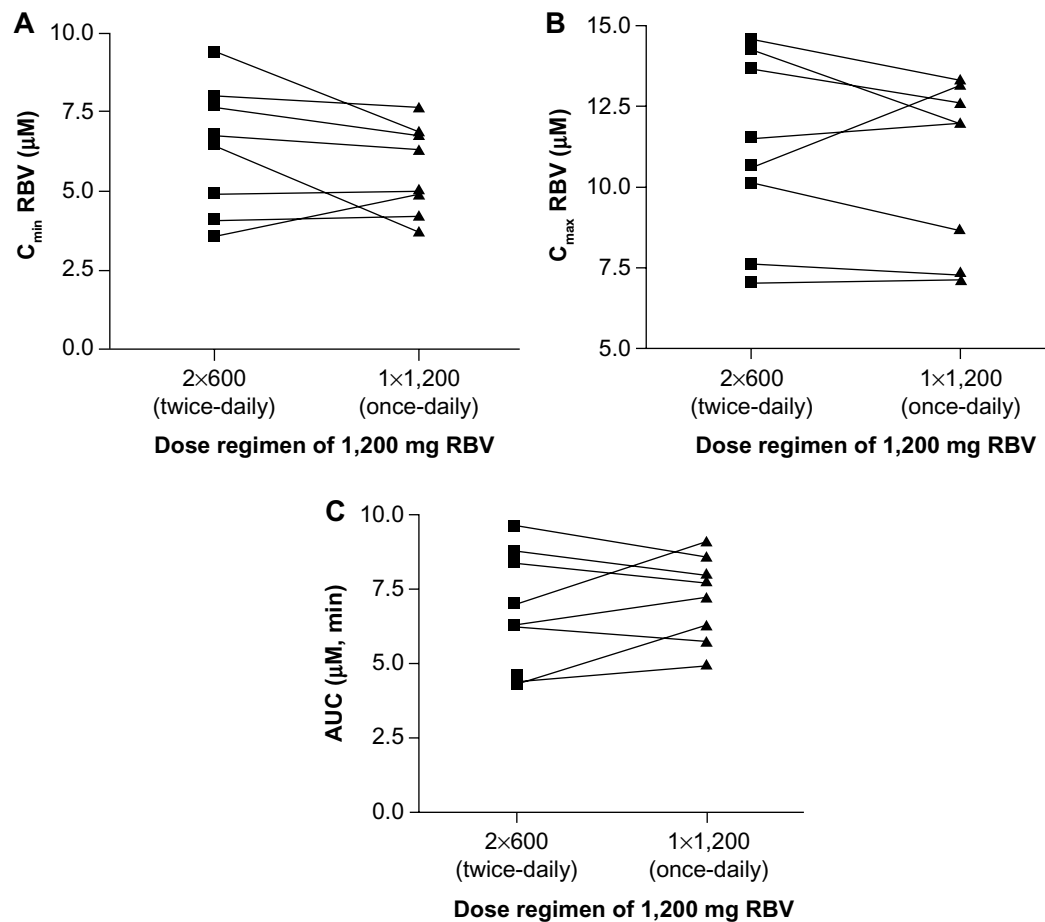 A
C_min RBV (µM)
10.0
7.5
5.0
2.5
0.0
2×600
(twice-daily)
1×1,200
(once-daily)
Dose regimen of 1,200 mg RBV
B
C_max RBV (µM)
15.0
12.5
10.0
7.5
5.0
2×600
(twice-daily)
1×1,200
(once-daily)
Dose regimen of 1,200 mg RBV
C
AUC (µM, min)
10.0
7.5
5.0
2.5
0.0
2×600
(twice-daily)
1×1,200
(once-daily)
Dose regimen of 1,200 mg RBV